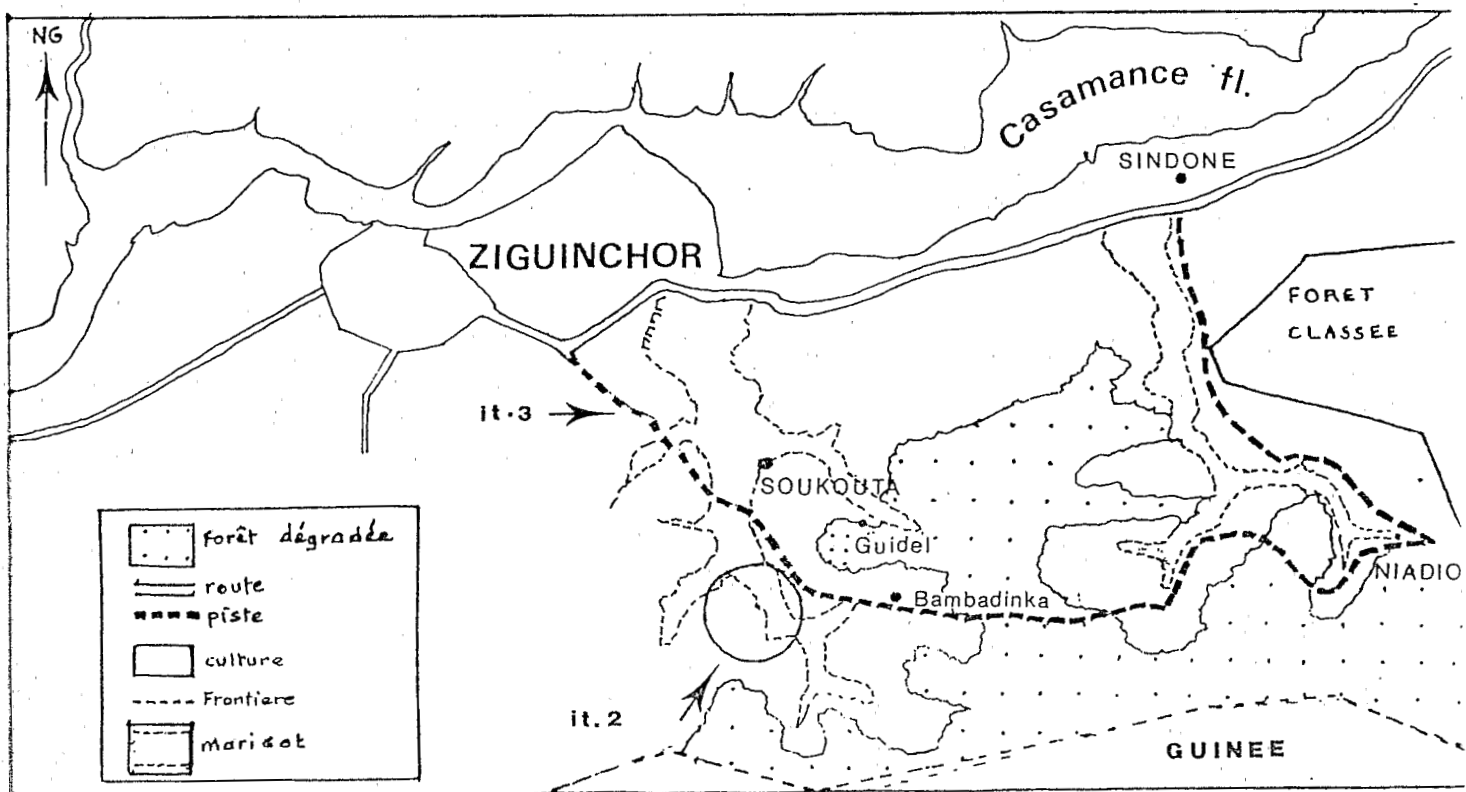 NG
Casamance fl.
SINDONE
ZIGUINCHOR
FORET
CLASSEE
it.3
SOUKOUTA
Guidel
NIADIO
Bambadinka
it.2
GUINEE
forêt dégradée
route
piste
culture
Frontiere
marigot